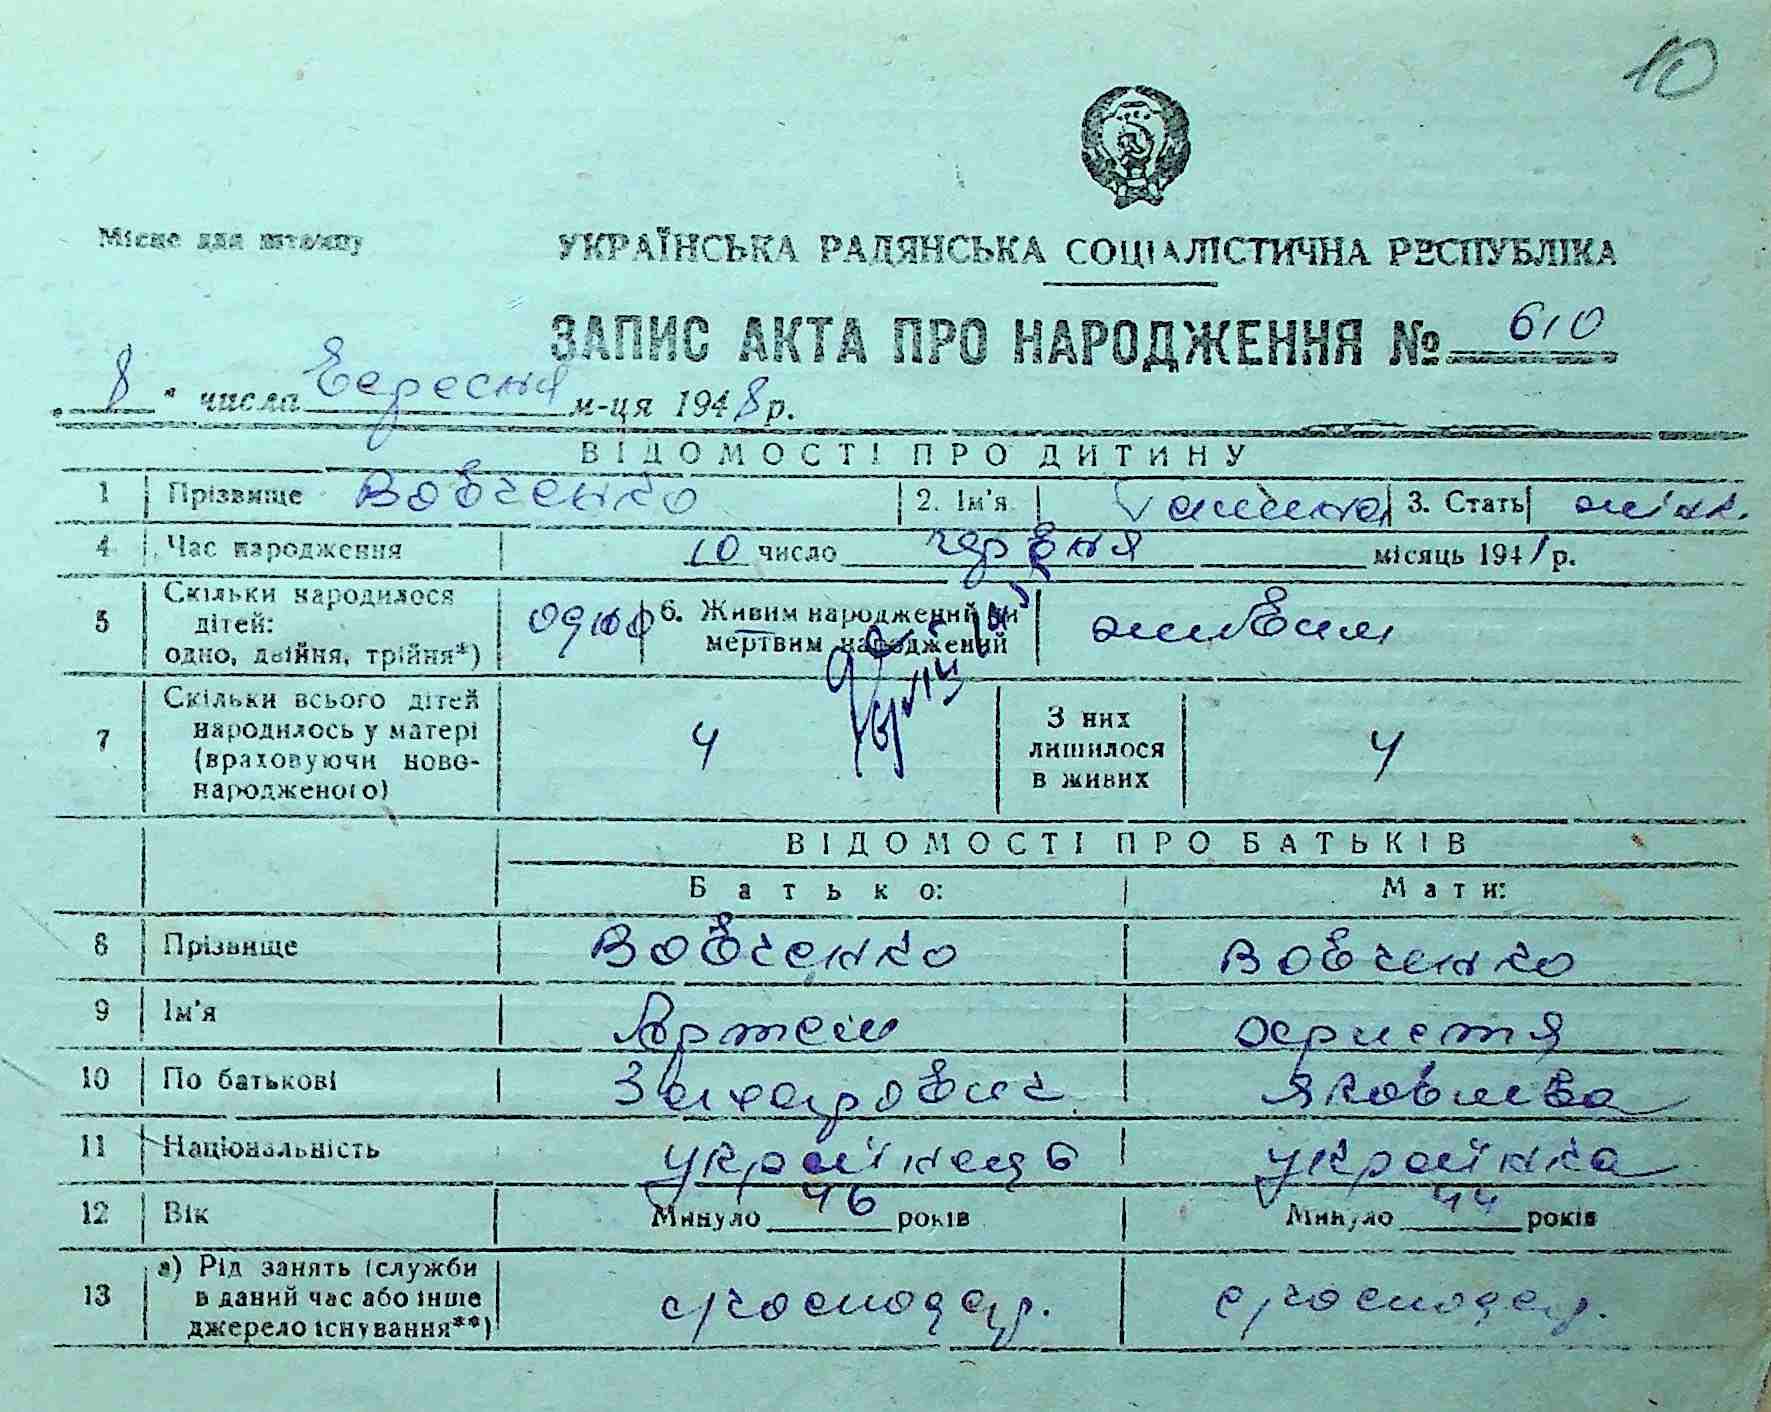 10
Місце для штампу
УКРАЇНСЬКА РАДЯНСЬКА СОЦІАЛІСТИЧНА РЕСПУБЛІКА
ЗАПИС АКТА ПРО НАРОДЖЕННЯ № 610
„ 8 " числа Вересня м-ця 1948 р.
ВІДОМОСТІ ПРО ДИТИНУ
1 Прізвище Вовченко 2. Ім'я Галина 3. Стать жінк.
4 Час народження 10 число червня місяць 1941 р.
5 Скільки народилося дітей: одно, двійня, трійня*) одно 6. Живим народжений чи мертвим народжений живим
7 Скільки всього дітей народилось у матері (враховуючи новонародженого) 4 З них лишилося в живих 4
ВІДОМОСТІ ПРО БАТЬКІВ
Батько: Мати:
8 Прізвище Вовченко Вовченко
9 Ім'я Артем Христя
10 По батькові Захарович Яковлева
11 Національність українець українка
12 Вік Минуло 46 років Минуло 44 років
13 а) Рід занять (служби в даний час або інше джерело існування**) с/господар. с/господар.